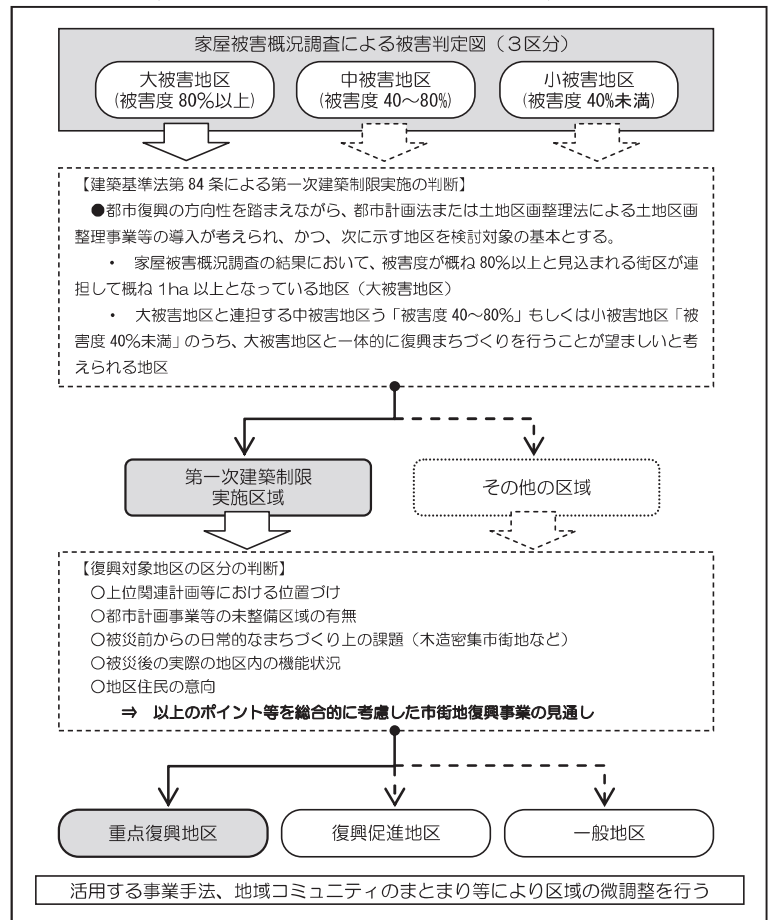 家屋被害概況調査による被害判定図（3区分）
大被害地区
(被害度 80％以上)
中被害地区
(被害度 40～80%)
小被害地区
(被害度 40%未満)
【建築基準法第 84 条による第一次建築制限実施の判断】
●都市復興の方向性を踏まえながら、都市計画法または土地区画整理法による土地区画
整理事業等の導入が考えられ、かつ、次に示す地区を検討対象の基本とする。
・ 家屋被害概況調査の結果において、被害度が概ね 80％以上と見込まれる街区が連
担して概ね 1ha 以上となっている地区（大被害地区）
・ 大被害地区と連担する中被害地区う「被害度 40～80％」もしくは小被害地区「被
害度 40％未満」のうち、大被害地区と一体的に復興まちづくりを行うことが望ましいと考
えられる地区
第一次建築制限
実施区域
その他の区域
【復興対象地区の区分の判断】
○上位関連計画等における位置づけ
○都市計画事業等の未整備区域の有無
○被災前からの日常的なまちづくり上の課題（木造密集市街地など）
○被災後の実際の地区内の機能状況
○地区住民の意向
⇒ 以上のポイント等を総合的に考慮した市街地復興事業の見通し
重点復興地区
復興促進地区
一般地区
活用する事業手法、地域コミュニティのまとまり等により区域の微調整を行う